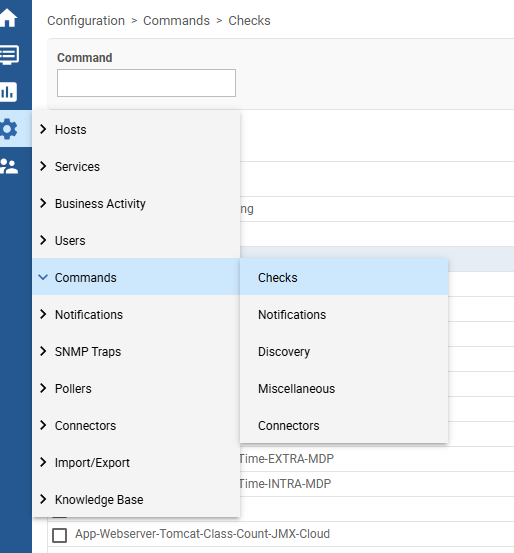 Configuration > Commands > Checks
Command
Hosts
Services
Business Activity
ng
Users
Commands
Checks
Notifications
Notifications
SNMP Traps
Discovery
Pollers
Miscellaneous
Connectors
Connectors
Import/Export
Time-EXTRA-MDP
Time-INTRA-MDP
Knowledge Base
App-Webserver-Tomcat-Class-Count-JMX-Cloud